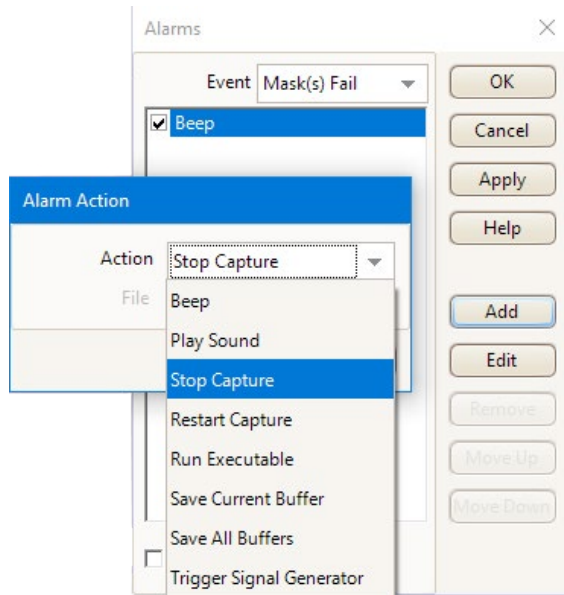 Alarms
Event Mask(s) Fail
OK
Beep
Cancel
Apply
Alarm Action
Help
Action Stop Capture
File
Beep
Add
Play Sound
Edit
Stop Capture
Remove
Restart Capture
Run Executable
Move Up
Save Current Buffer
Move Down
Save All Buffers
Trigger Signal Generator